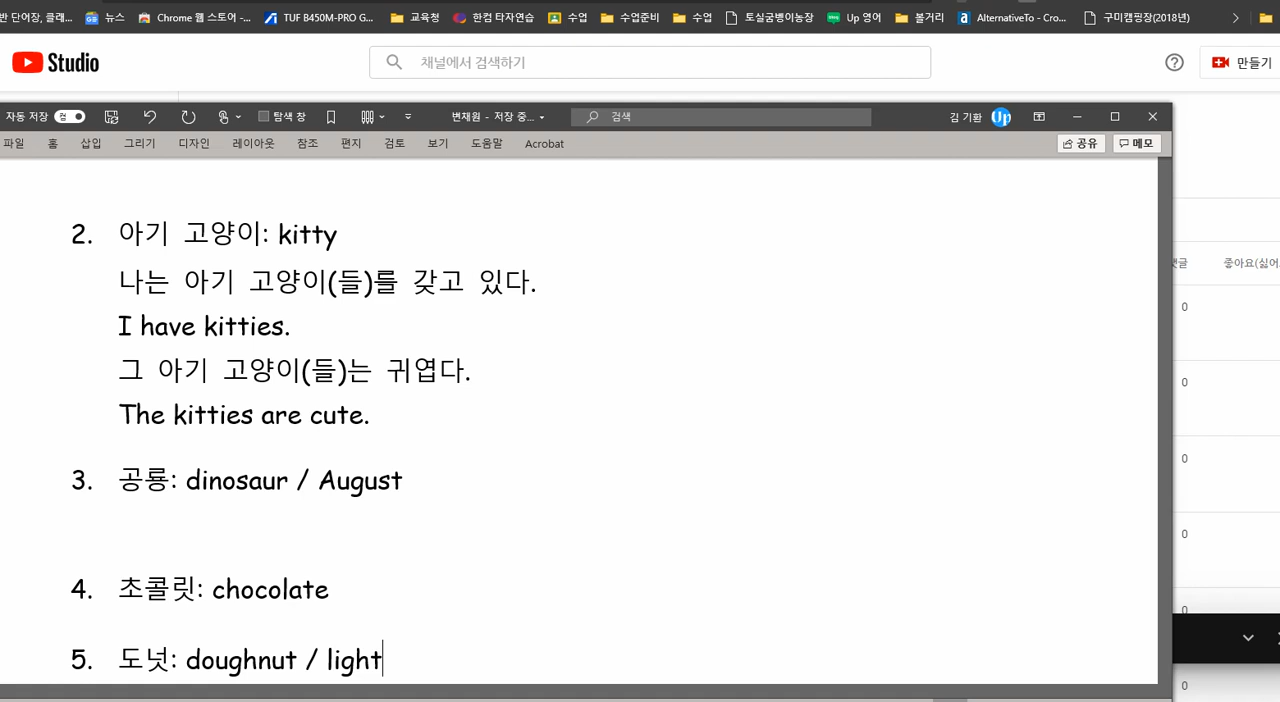 반 단어장, 클래... 뉴스 Chrome 웹 스토어 -... TUF B450M-PRO G... 교육청 한컴 타자연습 수업 수업준비 수업 토실굼벵이농장 Up 영어 볼거리 AlternativeTo - Cro... 구미캠핑장(2018년)
Studio 채널에서 검색하기 만들기
자동 저장 켬 탐색 창 변재원 - 저장 중... 검색 김 기환 Up
파일 홈 삽입 그리기 디자인 레이아웃 참조 편지 검토 보기 도움말 Acrobat 공유 메모
2. 아기 고양이: kitty
나는 아기 고양이(들)를 갖고 있다.
I have kitties.
그 아기 고양이(들)는 귀엽다.
The kitties are cute.
3. 공룡: dinosaur / August
4. 초콜릿: chocolate
5. 도넛: doughnut / light
댓글 좋아요(싫어
0
0
0
0
0
0